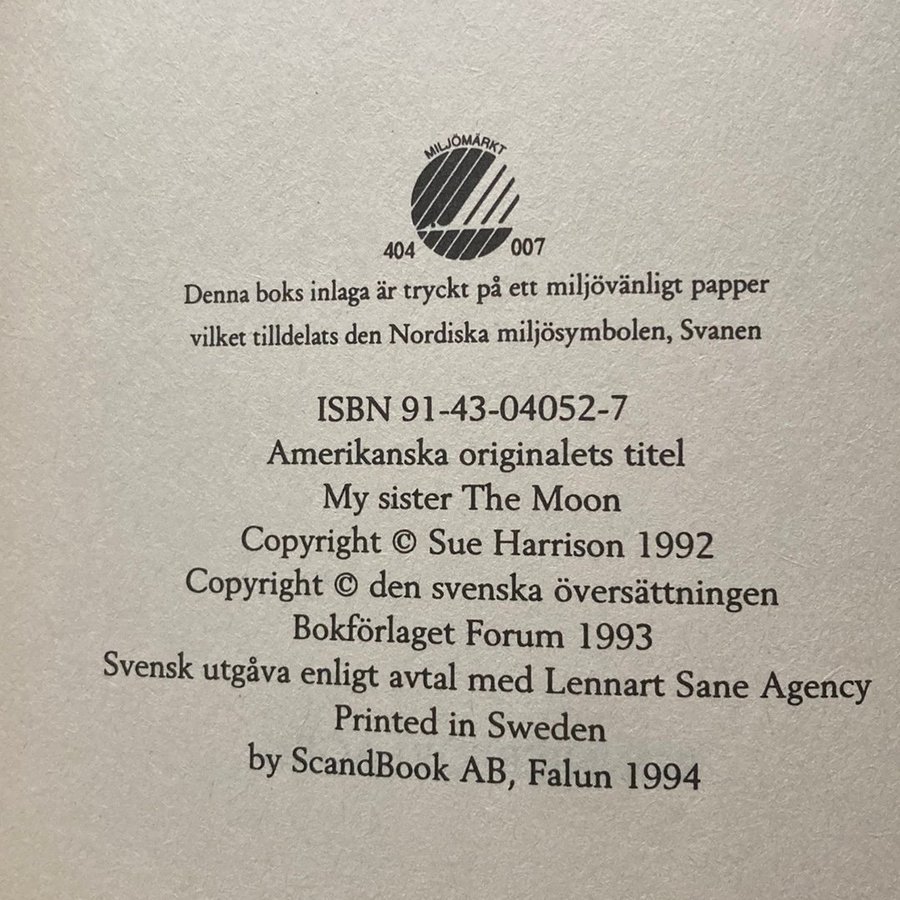 MILJÖMÄRKT
404 007
Denna boks inlaga är tryckt på ett miljövänligt papper
vilket tilldelats den Nordiska miljösymbolen, Svanen
ISBN 91-43-04052-7
Amerikanska originalets titel
My sister The Moon
Copyright © Sue Harrison 1992
Copyright © den svenska översättningen
Bokförlaget Forum 1993
Svensk utgåva enligt avtal med Lennart Sane Agency
Printed in Sweden
by ScandBook AB, Falun 1994